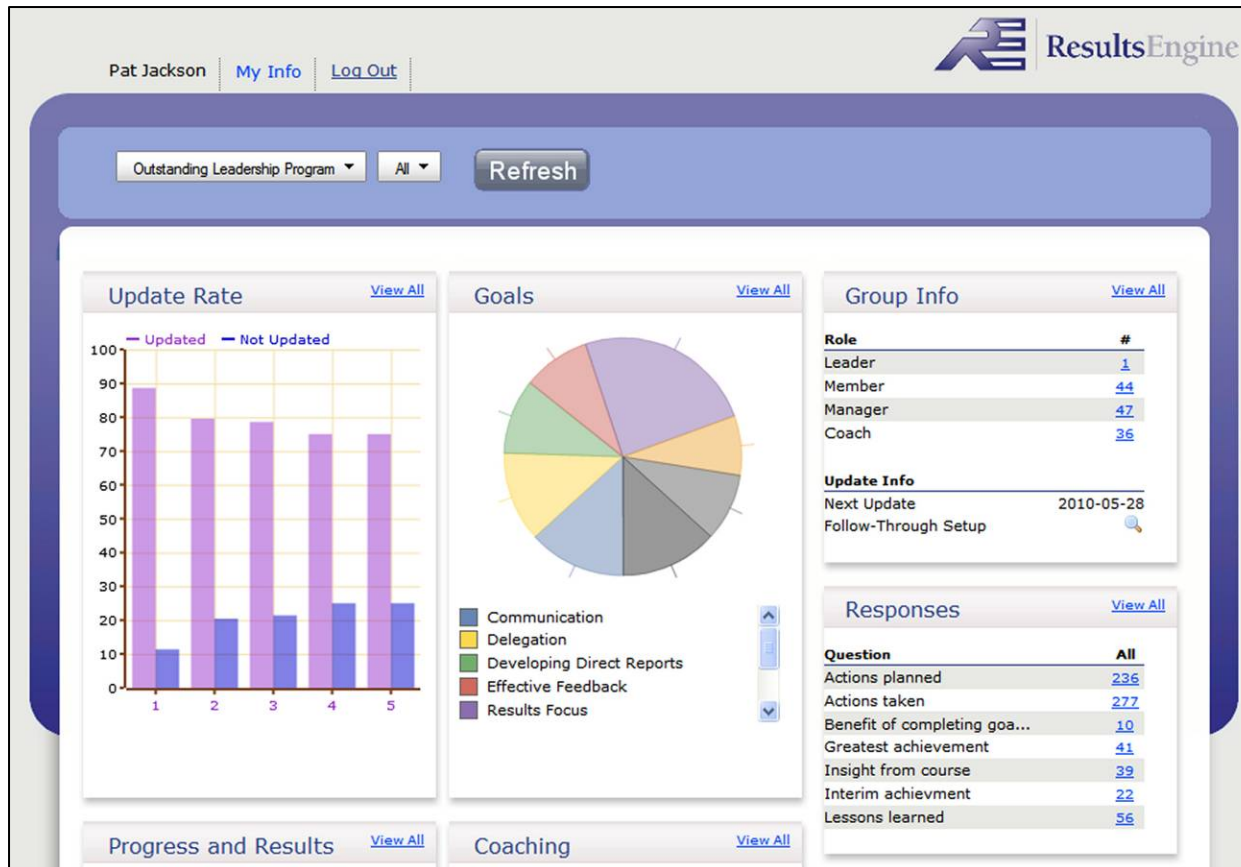 ResultsEngine
Pat Jackson My Info Log Out
Outstanding Leadership Program All Refresh
Update Rate View All
Updated Not Updated
100
90
80
70
60
50
40
30
20
10
0
1 2 3 4 5
Goals View All
Communication
Delegation
Developing Direct Reports
Effective Feedback
Results Focus
Group Info View All
Role #
Leader 1
Member 44
Manager 47
Coach 36
Update Info
Next Update 2010-05-28
Follow-Through Setup
Responses View All
Question All
Actions planned 236
Actions taken 277
Benefit of completing goa... 10
Greatest achievement 41
Insight from course 39
Interim achievment 22
Lessons learned 56
Progress and Results View All
Coaching View All